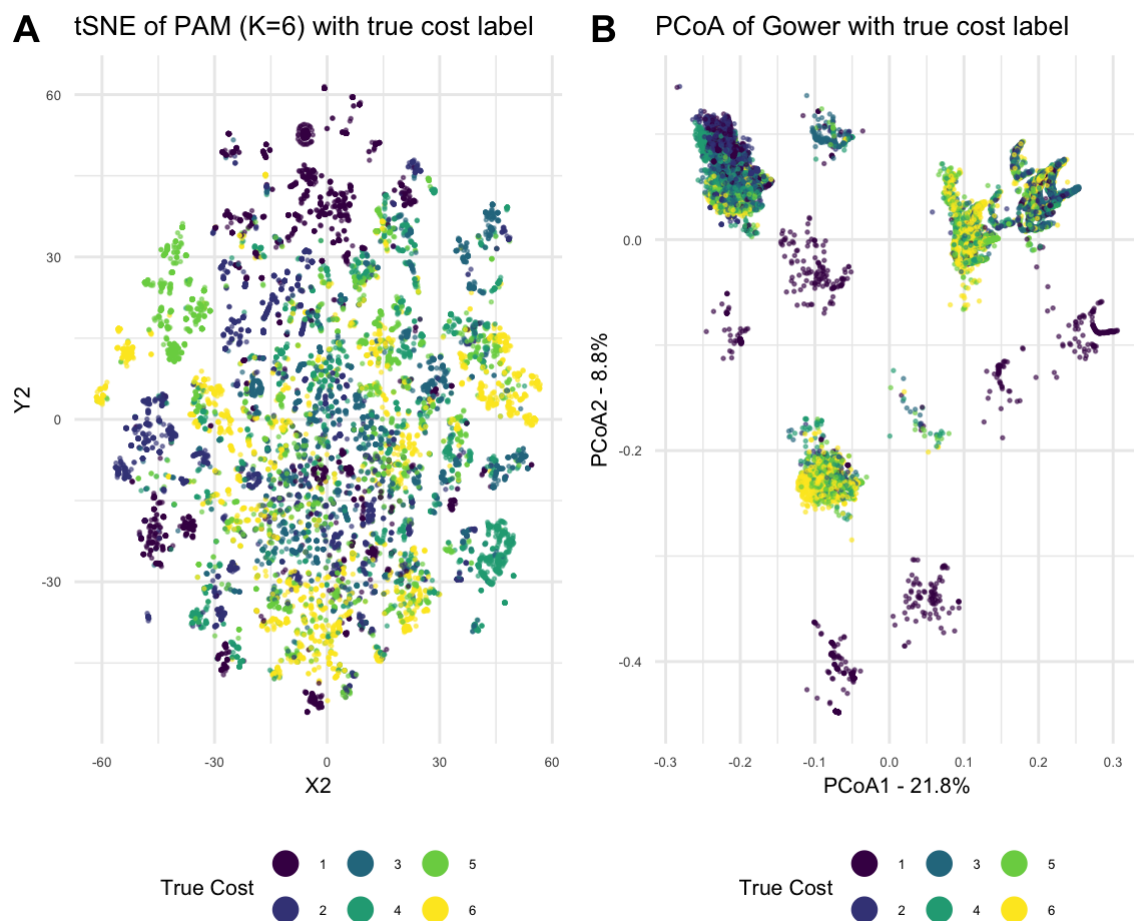 A tSNE of PAM (K=6) with true cost label
60
30
0
-30
Y2
-60 -30 0 30 60
X2
True Cost
1 3 5
2 4 6
B PCoA of Gower with true cost label
0.0
-0.2
-0.4
PCoA2 - 8.8%
-0.3 -0.2 -0.1 0.0 0.1 0.2 0.3
PCoA1 - 21.8%
True Cost
1 3 5
2 4 6